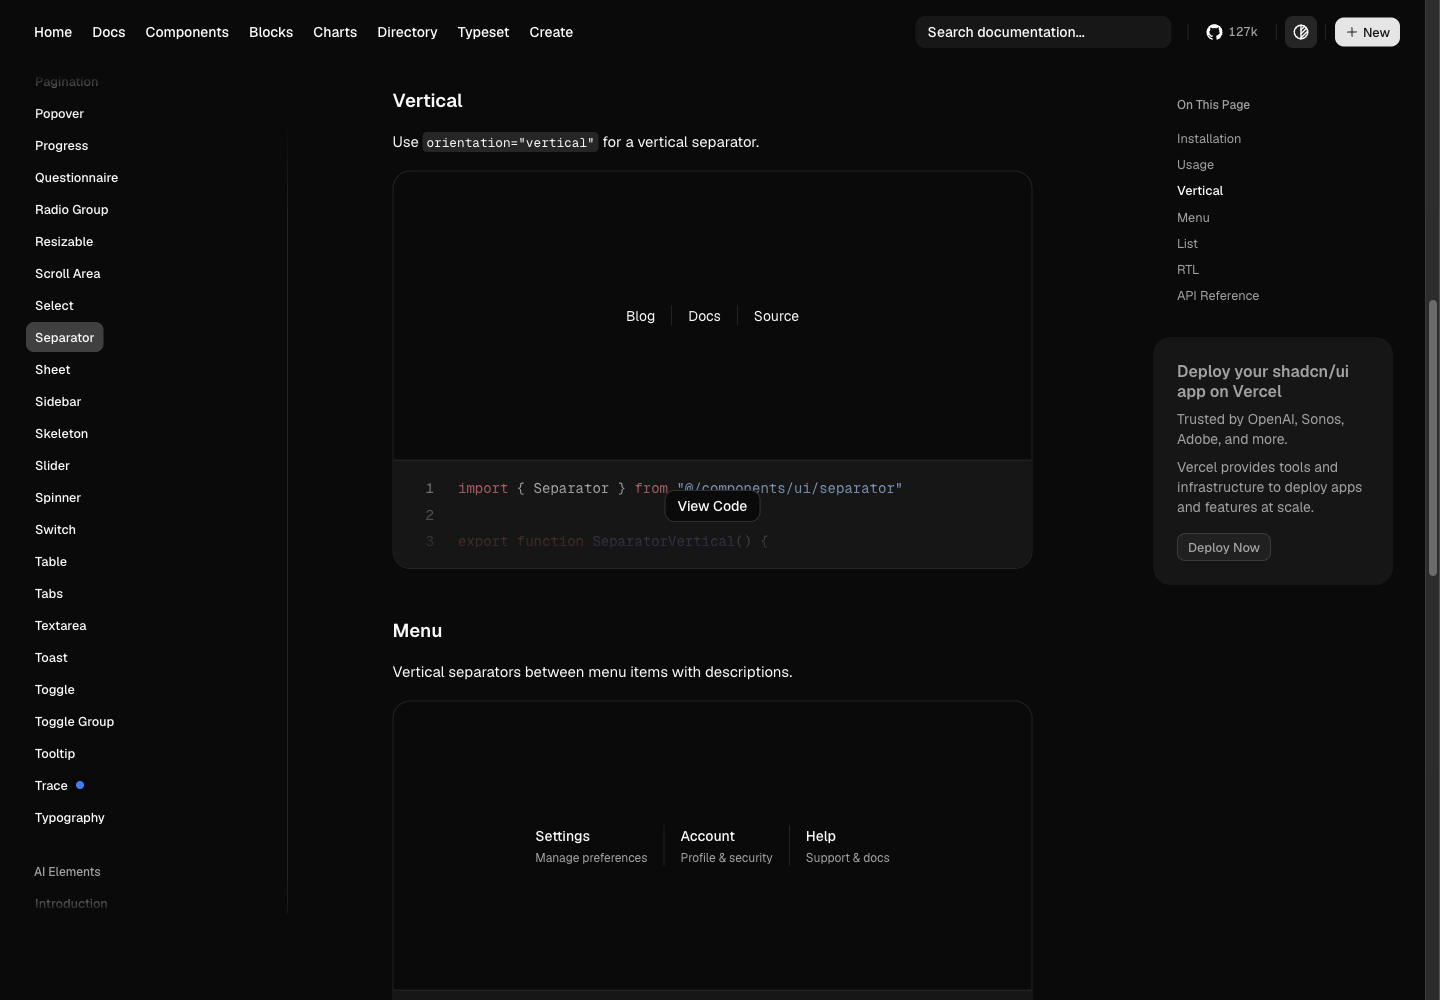 Home Docs Components Blocks Charts Directory Typeset Create
Search documentation...
127k
New
Pagination
Popover
Progress
Questionnaire
Radio Group
Resizable
Scroll Area
Select
Separator
Sheet
Sidebar
Skeleton
Slider
Spinner
Switch
Table
Tabs
Textarea
Toast
Toggle
Toggle Group
Tooltip
Trace
Typography
AI Elements
Introduction
Vertical
Use orientation="vertical" for a vertical separator.
Blog Docs Source
1 import { Separator } from "@/components/ui/separator"
View Code
2
3 export function SeparatorVertical() {
Menu
Vertical separators between menu items with descriptions.
Settings Account Help
Manage preferences Profile & security Support & docs
On This Page
Installation
Usage
Vertical
Menu
List
RTL
API Reference
Deploy your shadcn/ui
app on Vercel
Trusted by OpenAI, Sonos,
Adobe, and more.
Vercel provides tools and
infrastructure to deploy apps
and features at scale.
Deploy Now